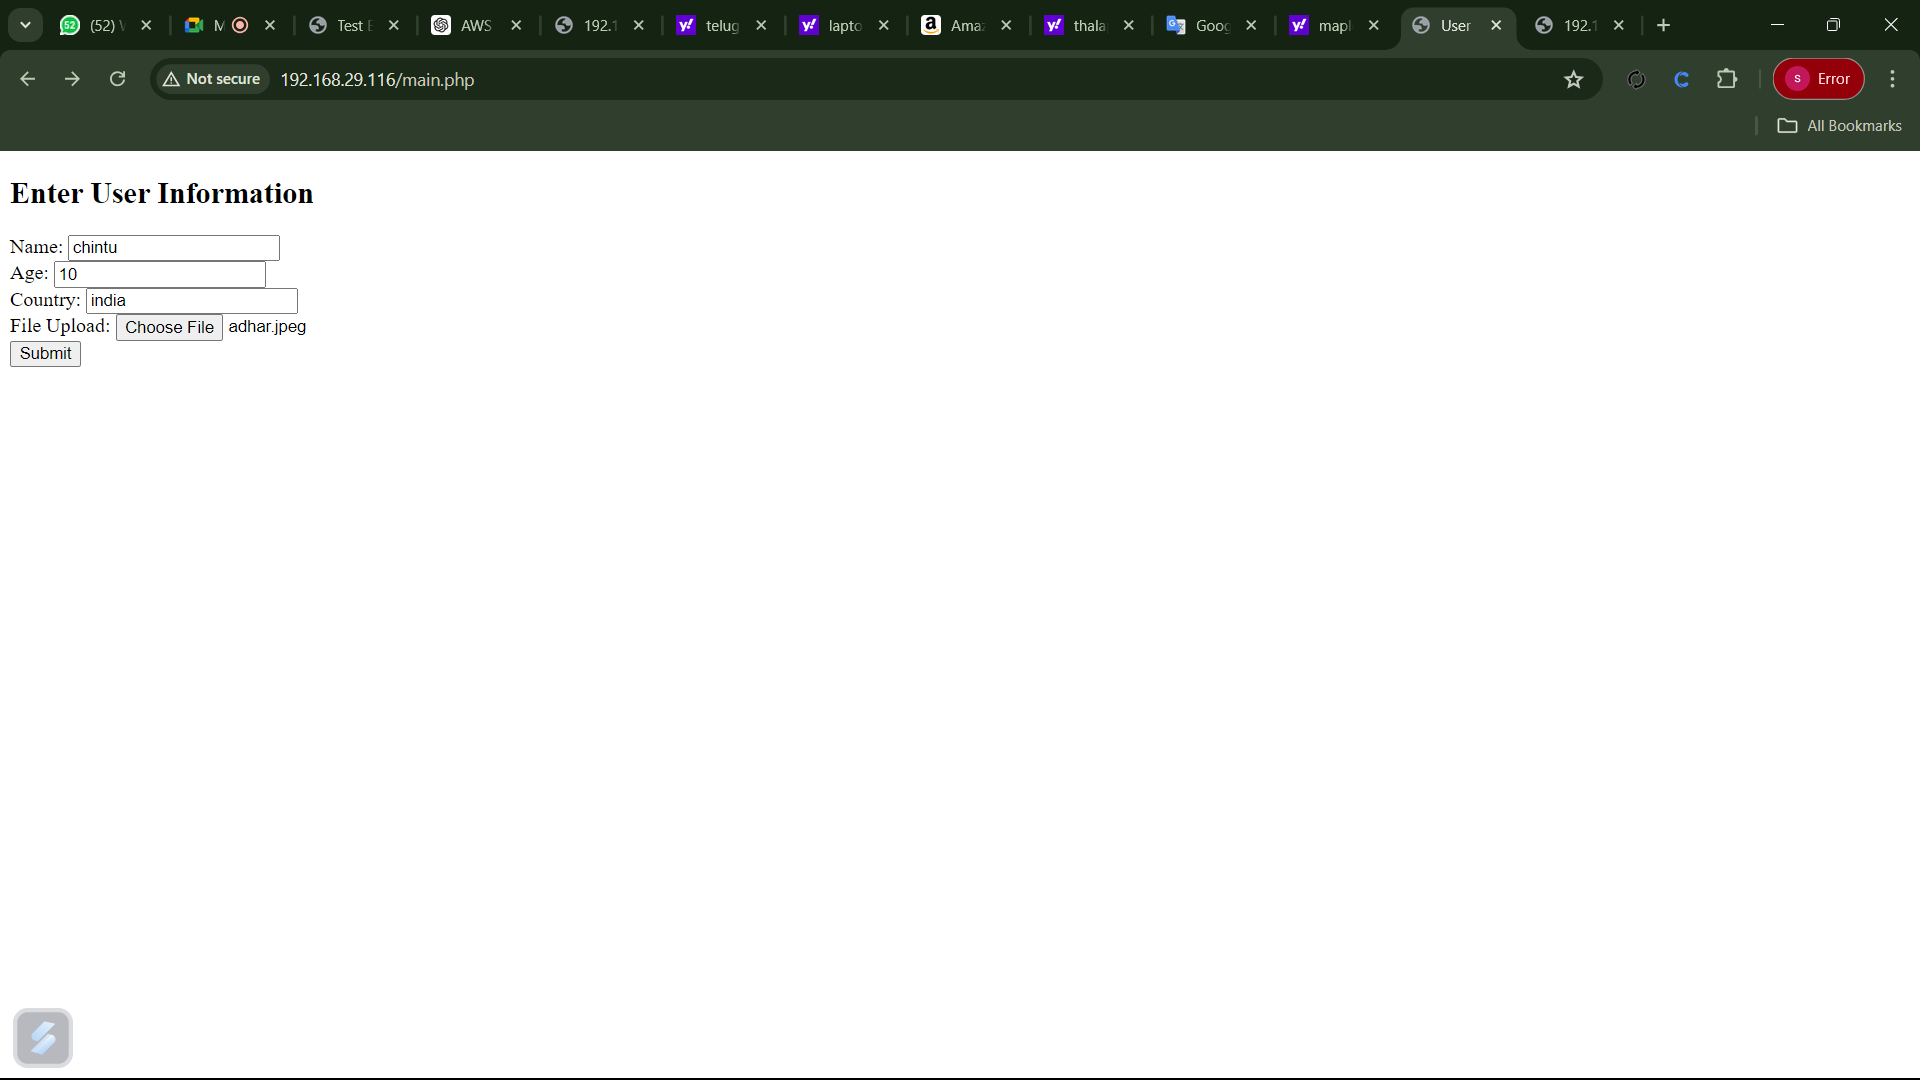 (52)
M
Test
AWS
192.1
telug
lapto
Ama
thala
Goog
mapl
User
192.1
Not secure
192.168.29.116/main.php
S Error
All Bookmarks
Enter User Information
Name: chintu
Age: 10
Country: india
File Upload: Choose File adhar.jpeg
Submit